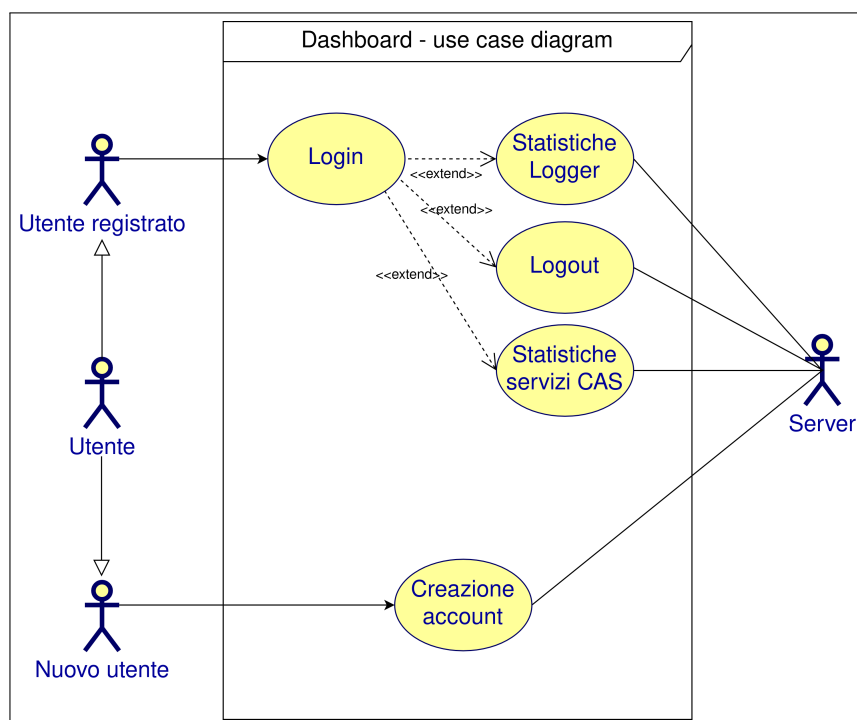 Dashboard - use case diagram
Login
Statistiche
Logger
<<extend>>
Utente registrato
<<extend>>
Logout
<<extend>>
Statistiche
servizi CAS
Server
Utente
Creazione
account
Nuovo utente